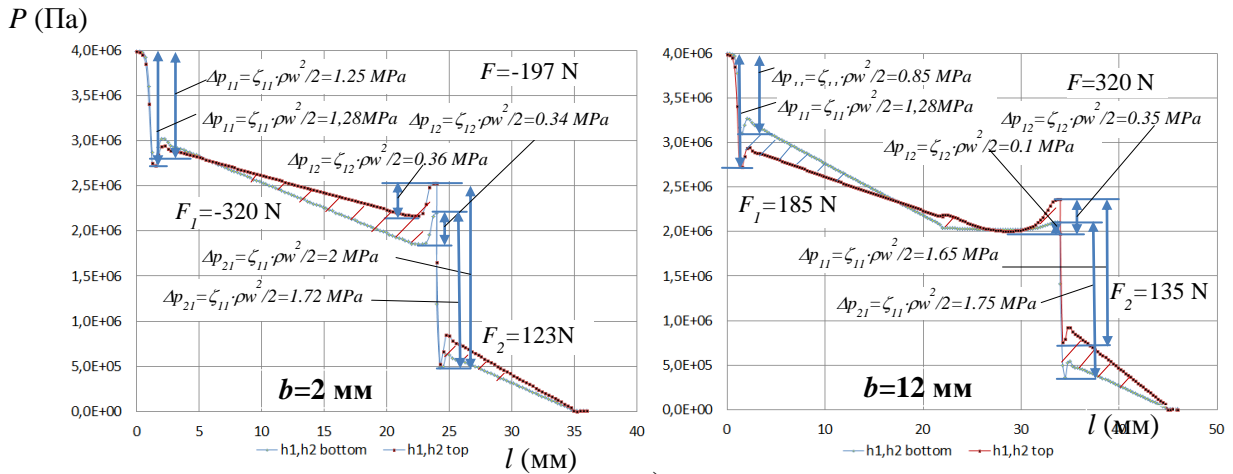 P (Па)
4,0E+06
3,5E+06
3,0E+06
2,5E+06
2,0E+06
1,5E+06
1,0E+06
5,0E+05
0,0E+00
0 5 10 15 20 25 30 35 40
Δp11=ζ11·ρw²/2=1.25 MPa
F=-197 N
Δp11=ζ11·ρw²/2=1,28MPa
Δp12=ζ12·ρw²/2=0.34 MPa
Δp12=ζ12·ρw²/2=0.36 MPa
F1=-320 N
Δp21=ζ11·ρw²/2=2 MPa
Δp21=ζ11·ρw²/2=1.72 MPa
F2=123N
b=2 мм
h1,h2 bottom h1,h2 top
l (мм)
4,0E+06
3,5E+06
3,0E+06
2,5E+06
2,0E+06
1,5E+06
1,0E+06
5,0E+05
0,0E+00
0 10 20 30 40 50
Δp11=ζ11·ρw²/2=0.85 MPa
F=320 N
Δp11=ζ11·ρw²/2=1,28MPa
Δp12=ζ12·ρw²/2=0.35 MPa
Δp12=ζ12·ρw²/2=0.1 MPa
F1=185 N
Δp11=ζ11·ρw²/2=1.65 MPa
Δp21=ζ11·ρw²/2=1.75 MPa
F2=135 N
b=12 мм
h1,h2 bottom h1,h2 top
l (мм)